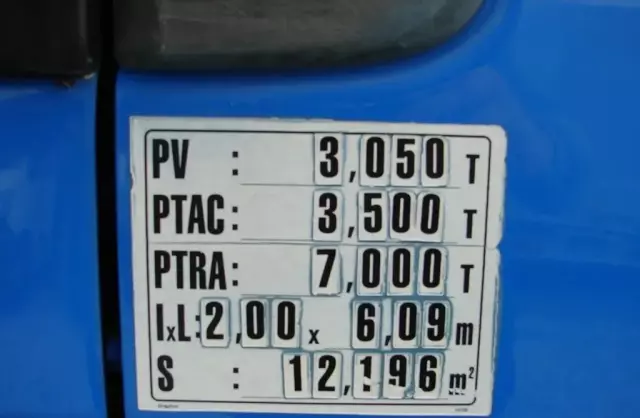 PV : 3,050 T
PTAC: 3,500 T
PTRA: 7,000 T
IxL: 2,00 x 6,09 m
S : 12,196 m²